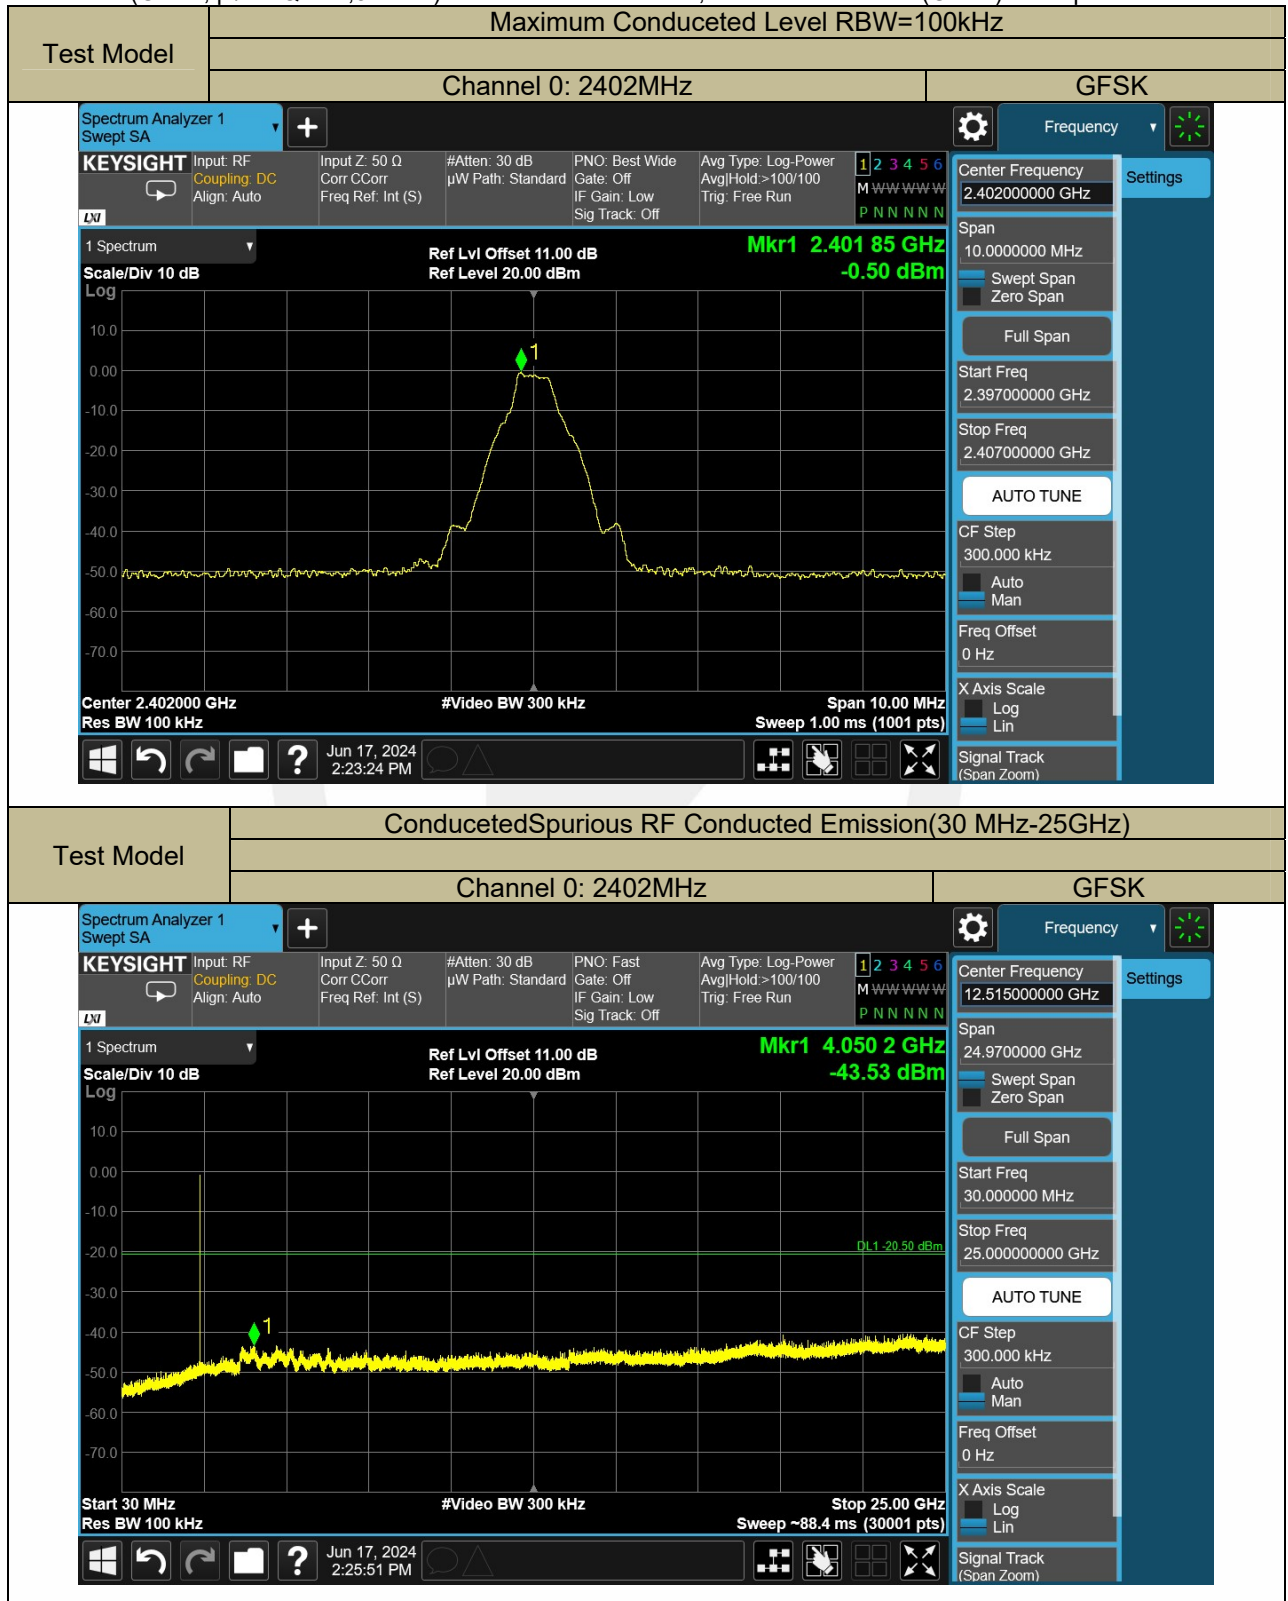 Maximum Conduceted Level RBW=100kHz
Test Model
Channel 0: 2402MHz GFSK
Spectrum Analyzer 1
Swept SA
Frequency
KEYSIGHT Input: RF Input Z: 50 Ω #Atten: 30 dB PNO: Best Wide Avg Type: Log-Power 1 2 3 4 5 6
Coupling: DC Corr CCorr µW Path: Standard Gate: Off Avg|Hold:>100/100 M W W W W W
Align: Auto Freq Ref: Int (S) IF Gain: Low Trig: Free Run
LXI Sig Track: Off P N N N N N
1 Spectrum Ref Lvl Offset 11.00 dB Mkr1 2.401 85 GHz
Scale/Div 10 dB Ref Level 20.00 dBm -0.50 dBm
Log
10.0
1
0.00
-10.0
-20.0
-30.0
-40.0
-50.0
-60.0
-70.0
Center 2.402000 GHz #Video BW 300 kHz Span 10.00 MHz
Res BW 100 kHz Sweep 1.00 ms (1001 pts)
Jun 17, 2024
2:23:24 PM
Center Frequency
2.402000000 GHz
Settings
Span
10.0000000 MHz
Swept Span
Zero Span
Full Span
Start Freq
2.397000000 GHz
Stop Freq
2.407000000 GHz
AUTO TUNE
CF Step
300.000 kHz
Auto
Man
Freq Offset
0 Hz
X Axis Scale
Log
Lin
Signal Track
(Span Zoom)
ConducetedSpurious RF Conducted Emission(30 MHz-25GHz)
Test Model
Channel 0: 2402MHz GFSK
Spectrum Analyzer 1
Swept SA
Frequency
KEYSIGHT Input: RF Input Z: 50 Ω #Atten: 30 dB PNO: Fast Avg Type: Log-Power 1 2 3 4 5 6
Coupling: DC Corr CCorr µW Path: Standard Gate: Off Avg|Hold:>100/100 M W W W W W
Align: Auto Freq Ref: Int (S) IF Gain: Low Trig: Free Run
LXI Sig Track: Off P N N N N N
1 Spectrum Ref Lvl Offset 11.00 dB Mkr1 4.050 2 GHz
Scale/Div 10 dB Ref Level 20.00 dBm -43.53 dBm
Log
10.0
0.00
-10.0
DL1 -20.50 dBm
-20.0
-30.0
1
-40.0
-50.0
-60.0
-70.0
Start 30 MHz #Video BW 300 kHz Stop 25.00 GHz
Res BW 100 kHz Sweep ~88.4 ms (30001 pts)
Jun 17, 2024
2:25:51 PM
Center Frequency
12.515000000 GHz
Settings
Span
24.9700000 GHz
Swept Span
Zero Span
Full Span
Start Freq
30.000000 MHz
Stop Freq
25.000000000 GHz
AUTO TUNE
CF Step
300.000 kHz
Auto
Man
Freq Offset
0 Hz
X Axis Scale
Log
Lin
Signal Track
(Span Zoom)